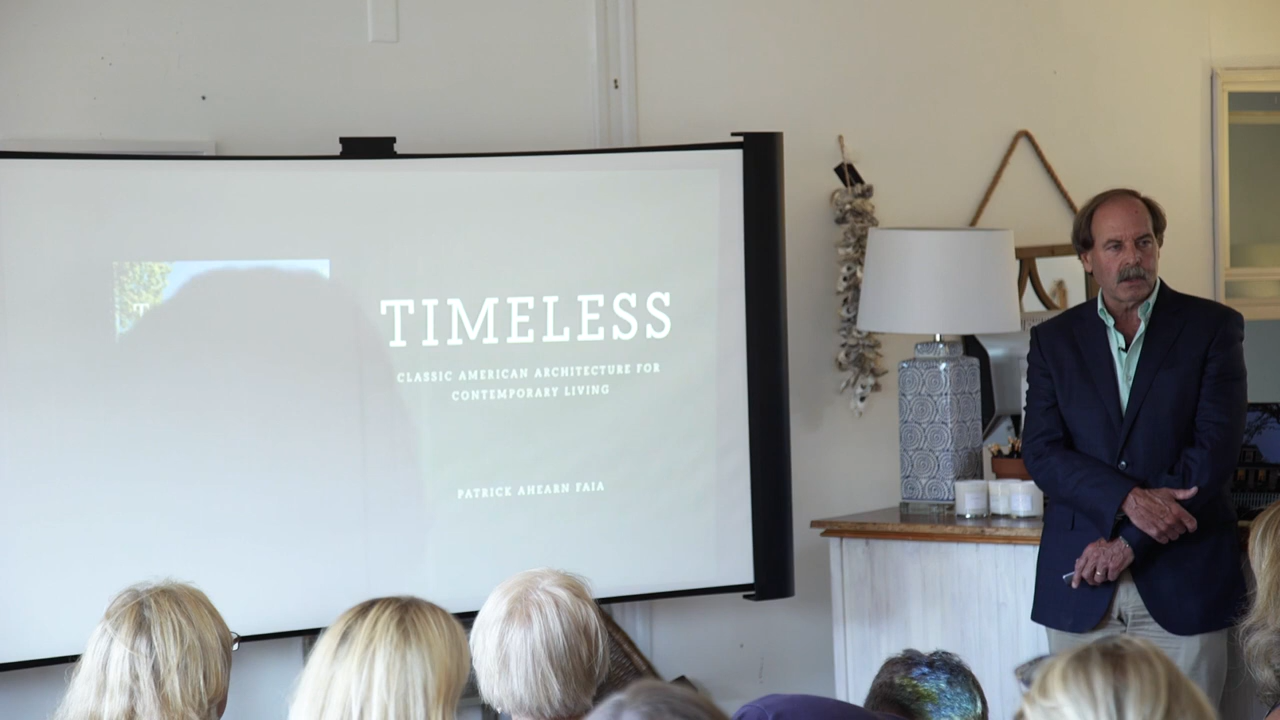 TIMELESS
CLASSIC AMERICAN ARCHITECTURE FOR
CONTEMPORARY LIVING
PATRICK AHEARN FAIA